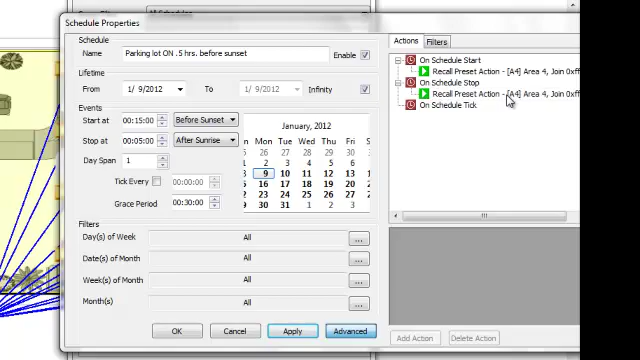 Schedule Properties
Schedule
Name Parking lot ON .5 hrs. before sunset Enable
Lifetime
From 1/ 9/2012 To 1/ 9/2012 Infinity
Events
Start at 00:15:00 Before Sunset
Stop at 00:05:00 After Sunrise
Day Span 1
Tick Every 00:00:00
Grace Period 00:30:00
January, 2012
Mon Tue Wed Thu Fri Sat
26 27 28 29 30 31
2 3 4 5 6 7
9 10 11 12 13 14
16 17 18 19 20 21
23 24 25 26 27 28
30 31 1 2 3 4
Filters
Day(s) of Week All ...
Date(s) of Month All ...
Week(s) of Month All ...
Month(s) All ...
OK Cancel Apply Advanced
Actions Filters
On Schedule Start
Recall Preset Action - [A4] Area 4, Join 0xff
On Schedule Stop
Recall Preset Action - [A4] Area 4, Join 0xff
On Schedule Tick
Add Action Delete Action